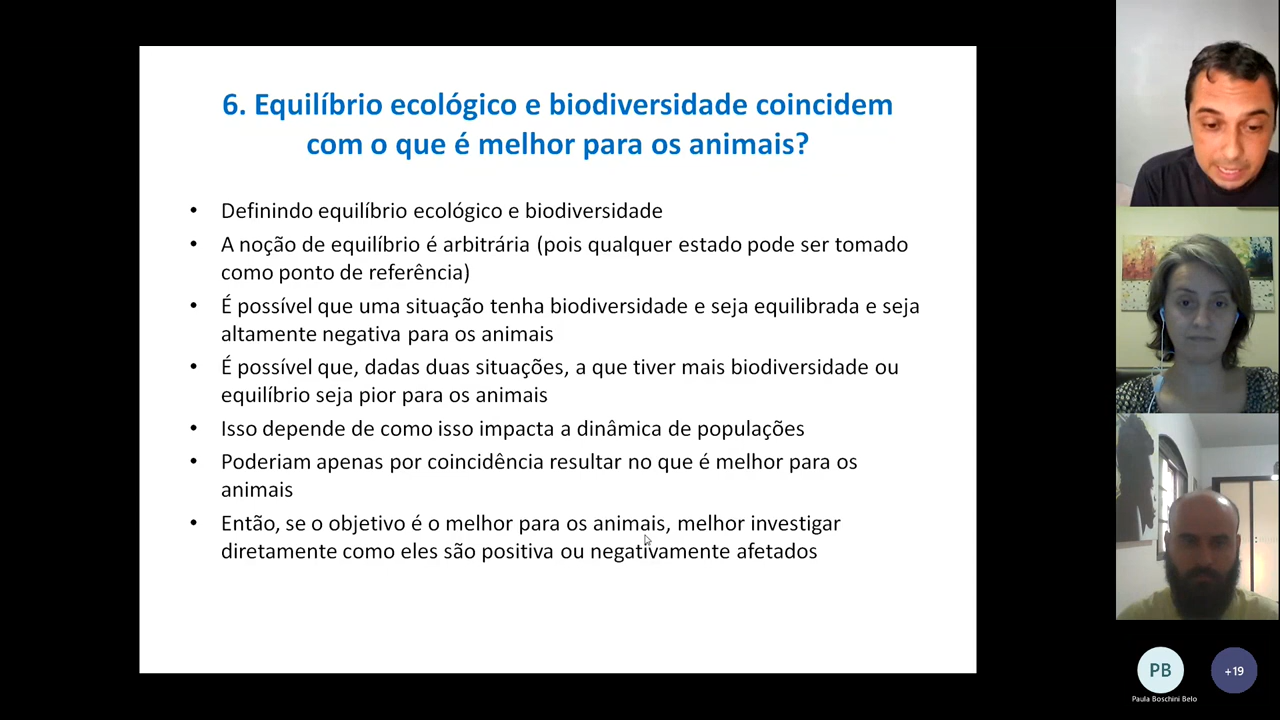 6. Equilíbrio ecológico e biodiversidade coincidem
com o que é melhor para os animais?
• Definindo equilíbrio ecológico e biodiversidade
• A noção de equilíbrio é arbitrária (pois qualquer estado pode ser tomado
como ponto de referência)
• É possível que uma situação tenha biodiversidade e seja equilibrada e seja
altamente negativa para os animais
• É possível que, dadas duas situações, a que tiver mais biodiversidade ou
equilíbrio seja pior para os animais
• Isso depende de como isso impacta a dinâmica de populações
• Poderiam apenas por coincidência resultar no que é melhor para os
animais
• Então, se o objetivo é o melhor para os animais, melhor investigar
diretamente como eles são positiva ou negativamente afetados
PB
+19
Paula Boschini Belo